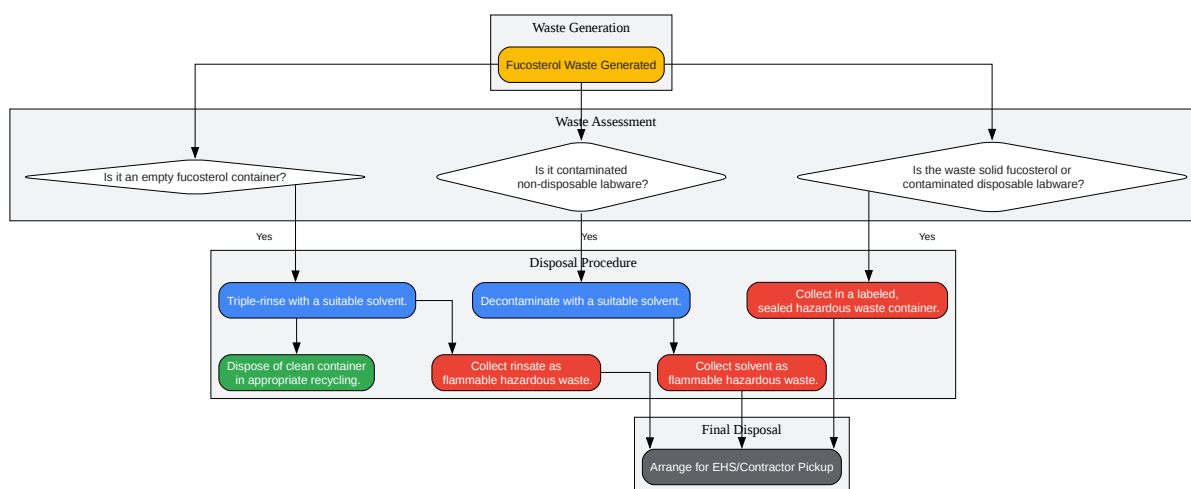 Waste Generation
Fucosterol Waste Generated
Waste Assessment
Is it an empty fucosterol container?
Is it contaminated
non-disposable labware?
Is the waste solid fucosterol or
contaminated disposable labware?
Yes
Yes
Yes
Disposal Procedure
Triple-rinse with a suitable solvent.
Decontaminate with a suitable solvent.
Collect in a labeled,
sealed hazardous waste container.
Dispose of clean container
in appropriate recycling.
Collect rinsate as
flammable hazardous waste.
Collect solvent as
flammable hazardous waste.
Final Disposal
Arrange for EHS/Contractor Pickup